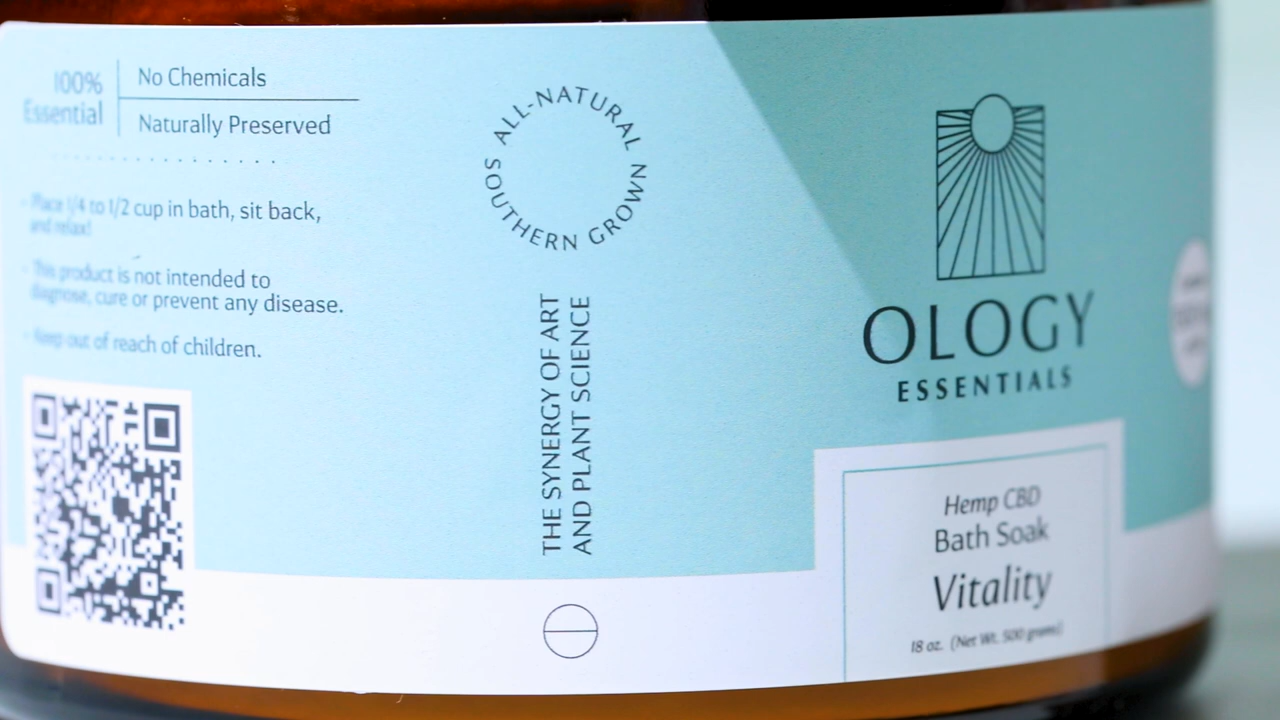 100%
Essential
No Chemicals
Naturally Preserved
- Place 1/4 to 1/2 cup in bath, sit back,
and relax!
- This product is not intended to
diagnose, cure or prevent any disease.
- Keep out of reach of children.
ALL-NATURAL
SOUTHERN GROWN
THE SYNERGY OF ART
AND PLANT SCIENCE
OLOGY
ESSENTIALS
Hemp CBD
Bath Soak
Vitality
18 oz. (Net Wt. 500 grams)